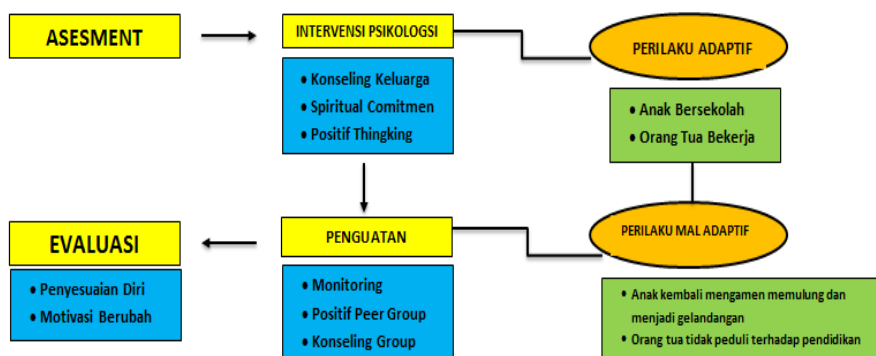 ASESMENT
INTERVENSI PSIKOLOGSI
• Konseling Keluarga
• Spiritual Comitmen
• Positif Thingking
PERILAKU ADAPTIF
• Anak Bersekolah
• Orang Tua Bekerja
EVALUASI
• Penyesuaian Diri
• Motivasi Berubah
PENGUATAN
• Monitoring
• Positif Peer Group
• Konseling Group
PERILAKU MAL ADAPTIF
• Anak kembali mengamen memulung dan
menjadi gelandangan
• Orang tua tidak peduli terhadap pendidikan